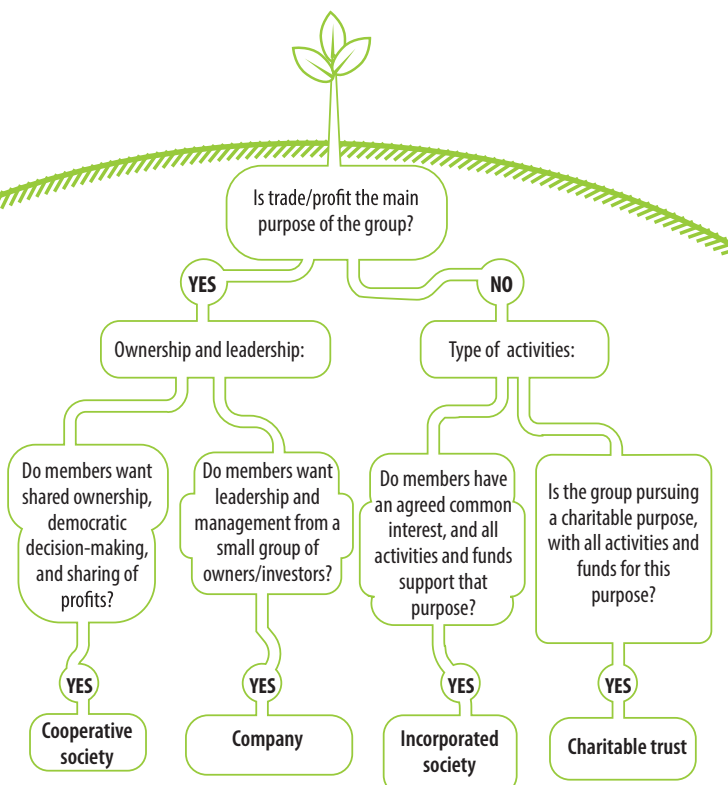 Is trade/profit the main
purpose of the group?
YES
NO
Ownership and leadership:
Type of activities:
Do members want
shared ownership,
democratic
decision-making,
and sharing of
profits?
Do members want
leadership and
management from a
small group of
owners/investors?
Do members have
an agreed common
interest, and all
activities and funds
support that
purpose?
Is the group pursuing
a charitable purpose,
with all activities and
funds for this
purpose?
YES
YES
YES
YES
Cooperative
society
Company
Incorporated
society
Charitable trust